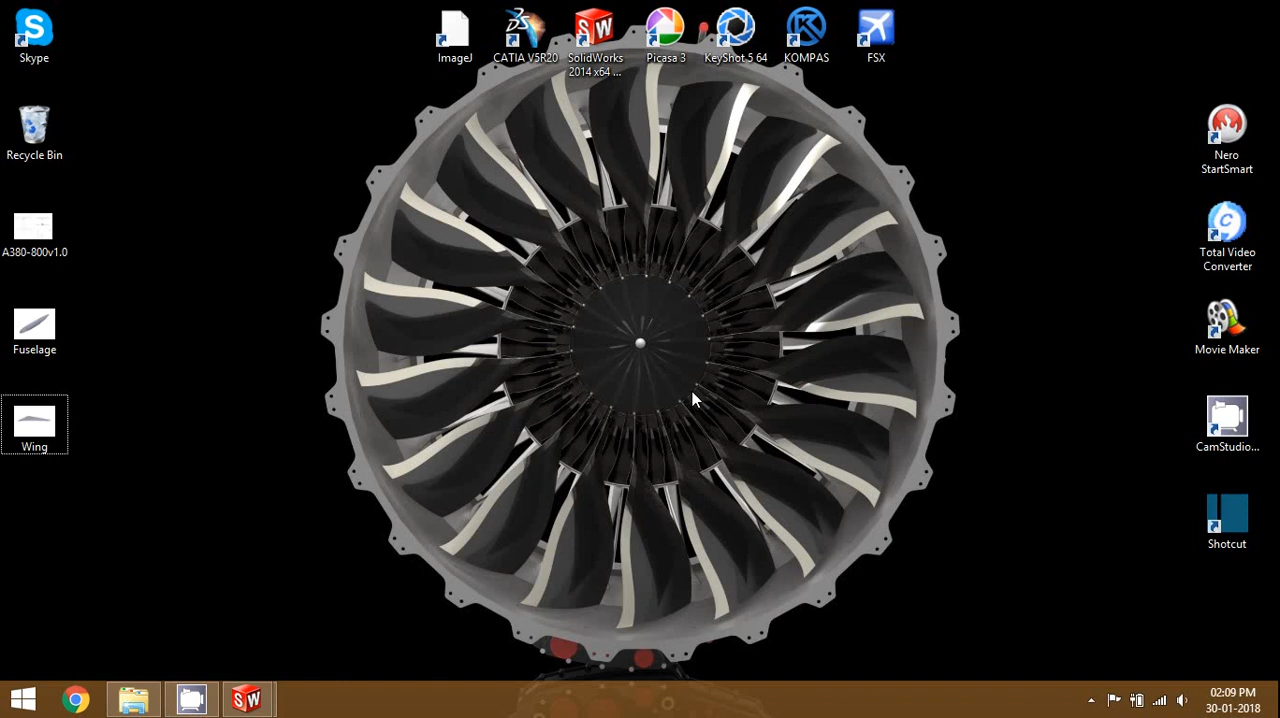 Skype
Recycle Bin
A380-800v1.0
Fuselage
Wing
ImageJ
CATIA V5R20
SolidWorks
2014 x64 ...
Picasa 3
KeyShot 5 64
KOMPAS
FSX
Nero
StartSmart
Total Video
Converter
Movie Maker
CamStudio...
Shotcut
02:09 PM
30-01-2018